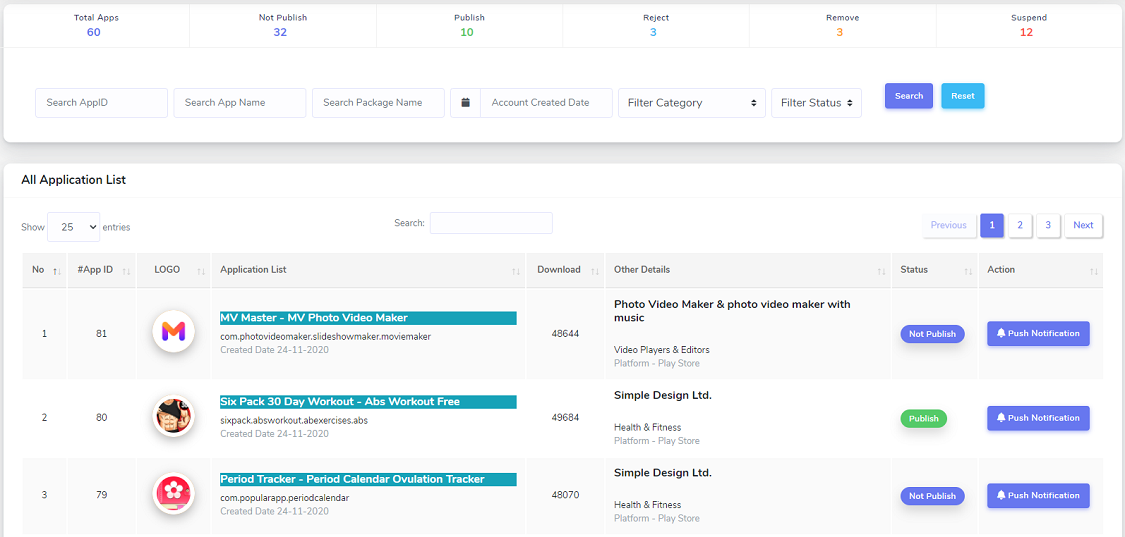 Total Apps
60
Not Publish
32
Publish
10
Reject
3
Remove
3
Suspend
12
Search AppID
Search App Name
Search Package Name
Account Created Date
Filter Category
Filter Status
Search
Reset
All Application List
Show 25 entries
Search:
Previous 1 2 3 Next
No #App ID LOGO Application List Download Other Details Status Action
1
81
MV Master - MV Photo Video Maker
com.photovideomaker.slideshowmaker.moviemaker
Created Date 24-11-2020
48644
Photo Video Maker & photo video maker with
music
Video Players & Editors
Platform - Play Store
Not Publish
Push Notification
2
80
Six Pack 30 Day Workout - Abs Workout Free
sixpack.absworkout.abexercises.abs
Created Date 24-11-2020
49684
Simple Design Ltd.
Health & Fitness
Platform - Play Store
Publish
Push Notification
3
79
Period Tracker - Period Calendar Ovulation Tracker
com.popularapp.periodcalendar
Created Date 24-11-2020
48070
Simple Design Ltd.
Health & Fitness
Platform - Play Store
Not Publish
Push Notification